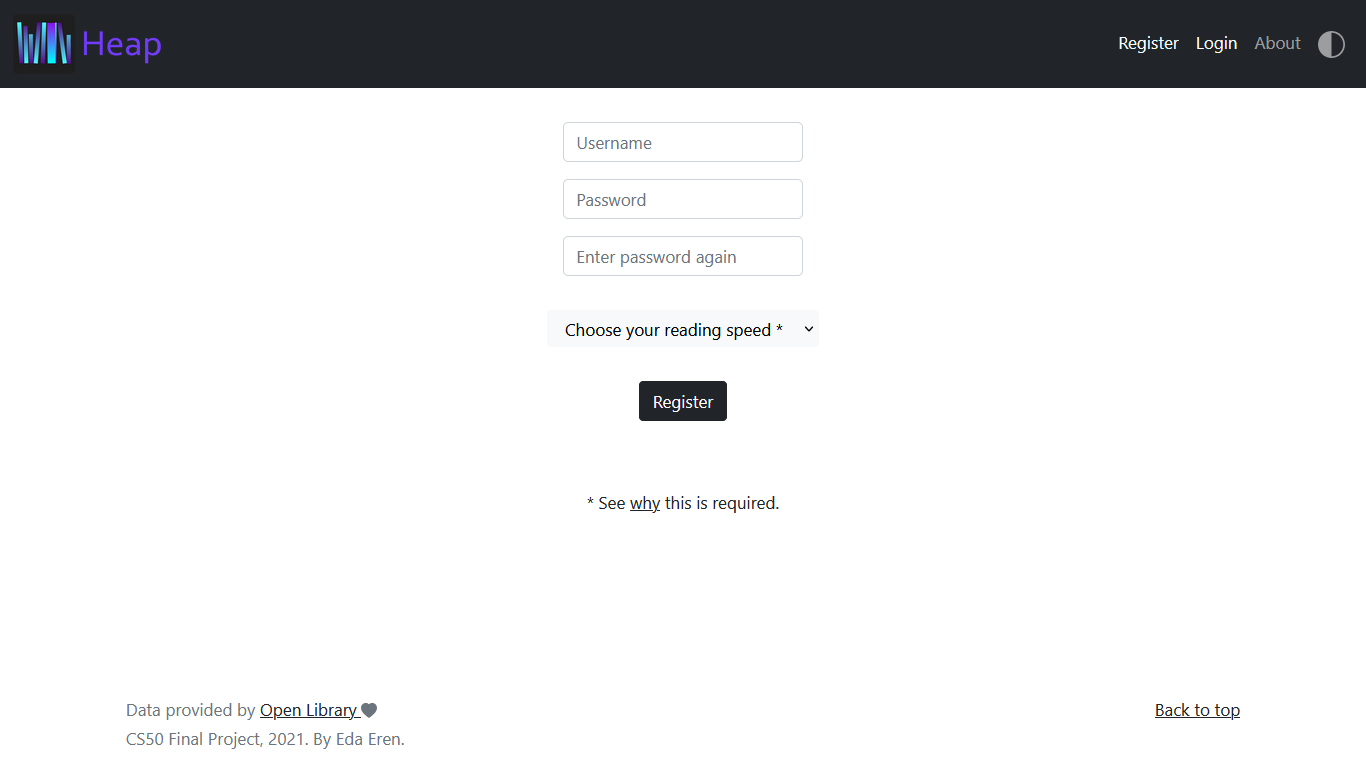 Heap
Register Login About
Username
Password
Enter password again
Choose your reading speed *
Register
* See why this is required.
Data provided by Open Library
Back to top
CS50 Final Project, 2021. By Eda Eren.